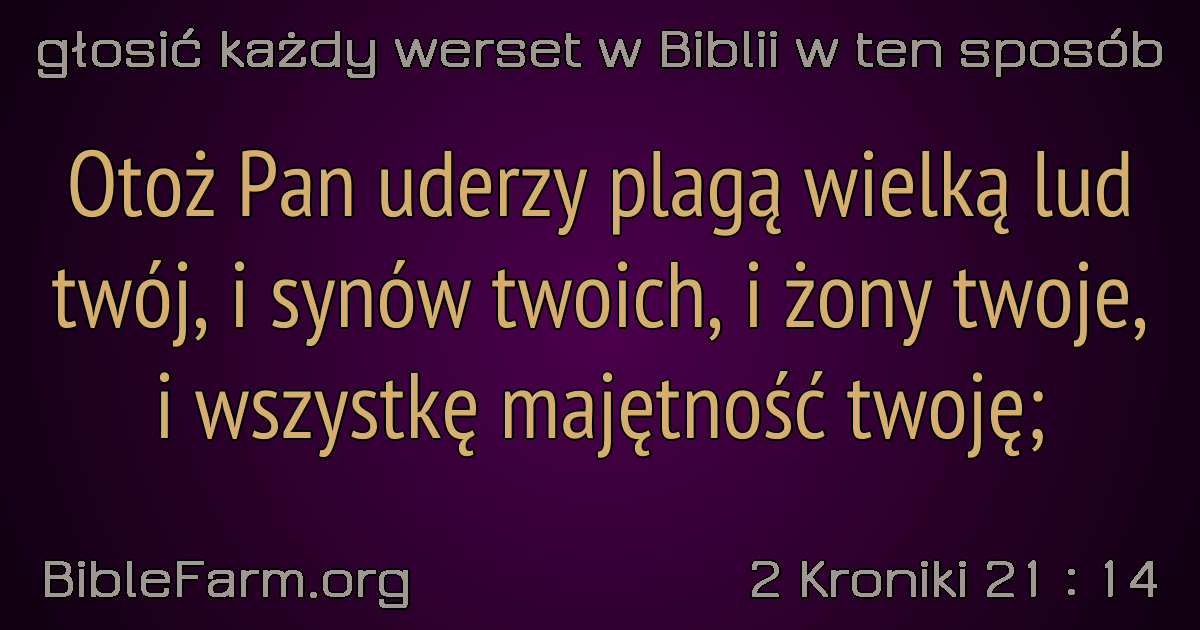 głosić każdy werset w Biblii w ten sposób
Otoż Pan uderzy plagą wielką lud
twój, i synów twoich, i żony twoje,
i wszystkę majętność twoję;
BibleFarm.org
2 Kroniki 21 : 14